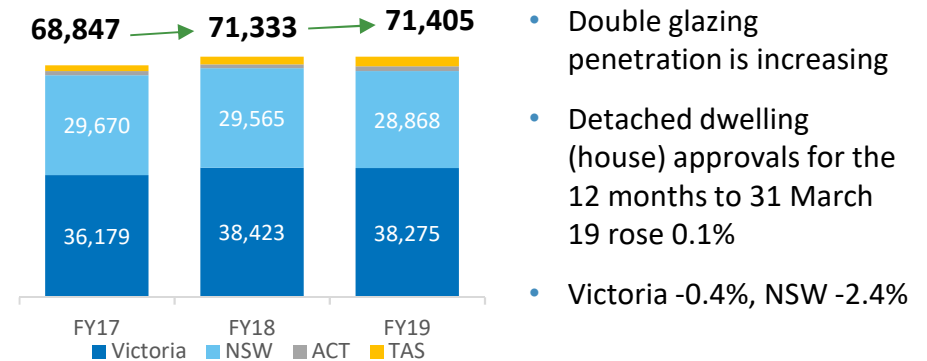 68,847 71,333 71,405
29,670 29,565 28,868
36,179 38,423 38,275
FY17 FY18 FY19
Victoria NSW ACT TAS
• Double glazing
penetration is increasing
• Detached dwelling
(house) approvals for the
12 months to 31 March
19 rose 0.1%
• Victoria -0.4%, NSW -2.4%